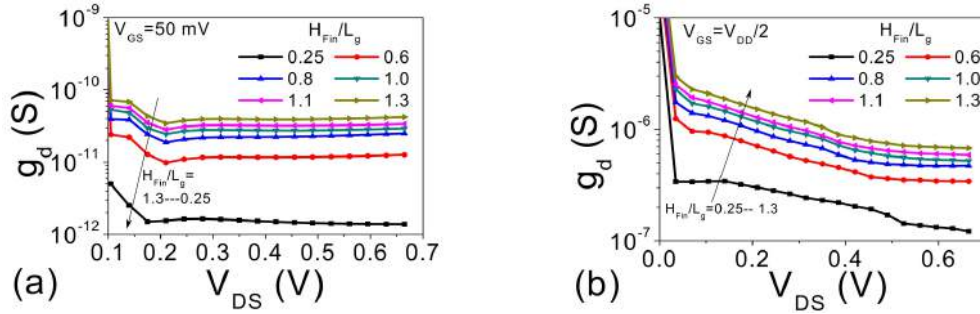 10⁻⁹
V_GS=50 mV
H_Fin/L_g
0.25 0.6
0.8 1.0
1.1 1.3
10⁻¹⁰
g_d (S)
10⁻¹¹
H_Fin/L_g=
1.3---0.25
10⁻¹²
0.1 0.2 0.3 0.4 0.5 0.6 0.7
(a) V_DS (V)
10⁻⁵
V_GS=V_DD/2
H_Fin/L_g
0.25 0.6
0.8 1.0
1.1 1.3
g_d (S)
10⁻⁶
H_Fin/L_g=0.25-- 1.3
10⁻⁷
0.0 0.2 0.4 0.6
(b) V_DS (V)